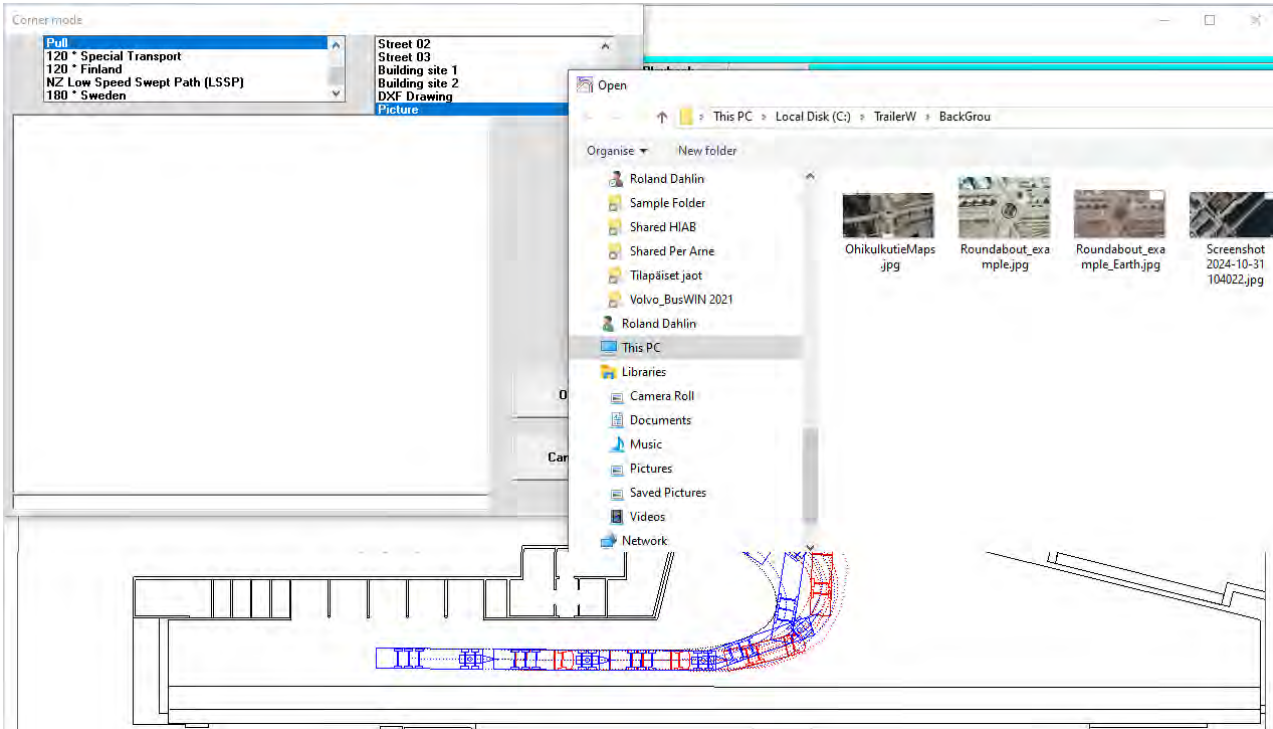 Corner mode
Pull
120 * Special Transport
120 * Finland
NZ Low Speed Swept Path (LSSP)
180 * Sweden
Street 02
Street 03
Building site 1
Building site 2
DXF Drawing
Picture
Open
This PC > Local Disk (C:) > TrailerW > BackGrou
Organise
New folder
Roland Dahlin
Sample Folder
Shared HIAB
Shared Per Arne
Tilapäiset jaot
Volvo_BusWIN 2021
Roland Dahlin
This PC
Libraries
Camera Roll
Documents
Music
Pictures
Saved Pictures
Videos
Network
OhikulkutieMaps
.jpg
Roundabout_exa
mple.jpg
Roundabout_exa
mple_Earth.jpg
Screenshot
2024-10-31
104022.jpg
O
Can